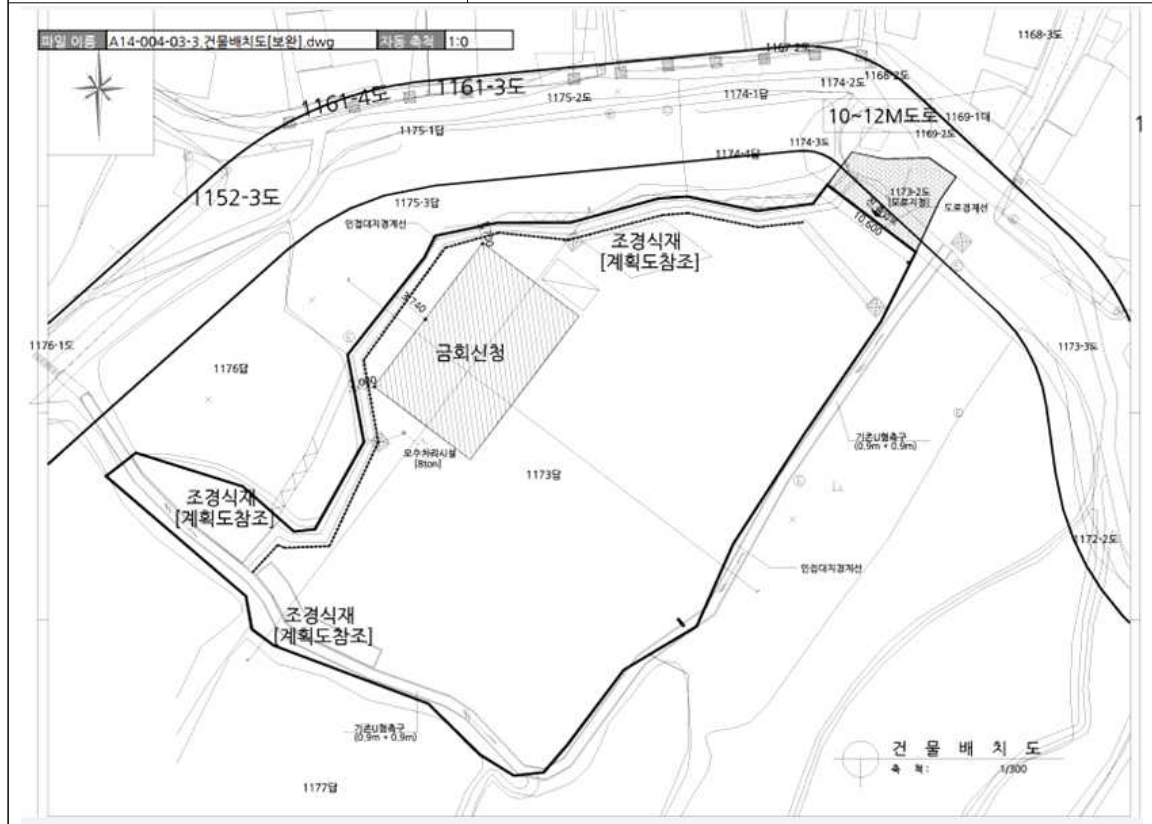 파일 이름 A14-004-03-3.건물배치도[보완].dwg 자동 축척 1:0
1168-3도
1167-2도
1168-2도
1161-4도
1161-3도
1175-2도
1174-1답
1174-2도
10~12M도로
1169-1대
1169-2도
1175-1답
1174-3도
1174-4답
1152-3도
1175-3답
1173-2도
[도로지정]
도로경계선
인접대지경계선
10,600
조경식재
[계획도참조]
금회신청
1176-1도
1176답
1173-3도
기존U형측구
(0.9m * 0.9m)
오수처리시설
[8ton]
1173답
조경식재
[계획도참조]
1172-2도
인접대지경계선
조경식재
[계획도참조]
기존U형측구
(0.9m * 0.9m)
건 물 배 치 도
축 척: 1/300
1177답